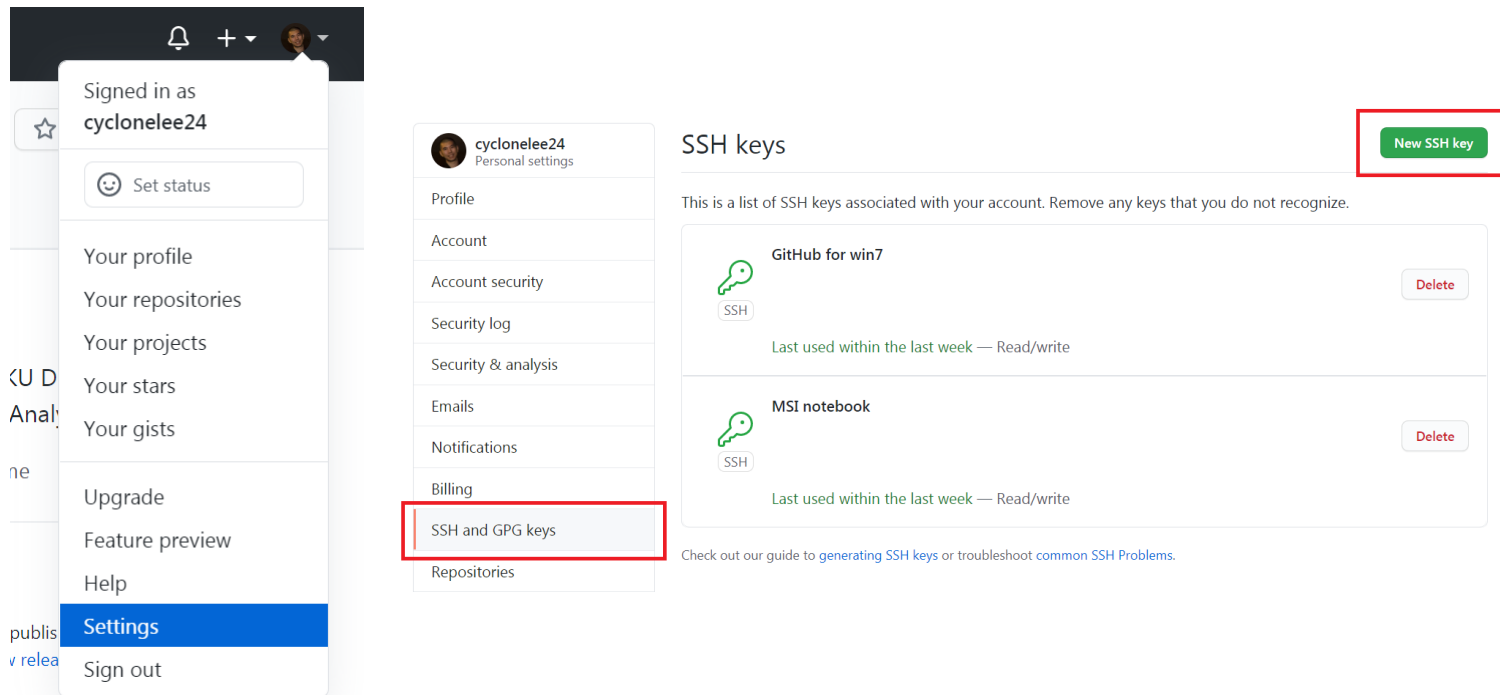 Signed in as
cyclonelee24
Set status
Your profile
Your repositories
Your projects
Your stars
Your gists
Upgrade
Feature preview
Help
Settings
Sign out
KU D
Anal
me
publis
w relea
cyclonelee24
Personal settings
Profile
Account
Account security
Security log
Security & analysis
Emails
Notifications
Billing
SSH and GPG keys
Repositories
SSH keys
New SSH key
This is a list of SSH keys associated with your account. Remove any keys that you do not recognize.
GitHub for win7
SSH
Delete
Last used within the last week — Read/write
MSI notebook
SSH
Delete
Last used within the last week — Read/write
Check out our guide to generating SSH keys or troubleshoot common SSH Problems.